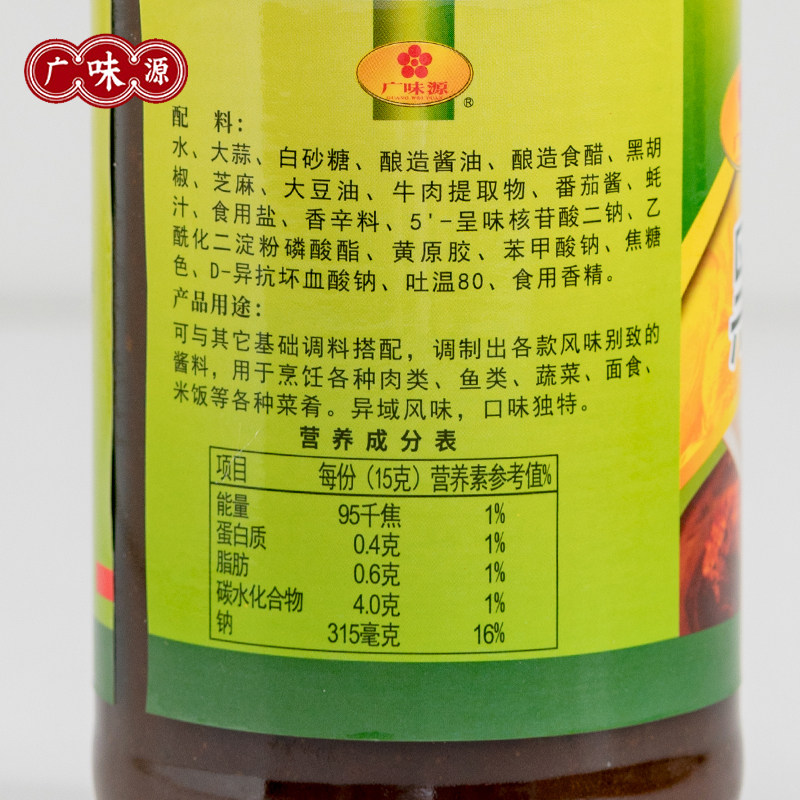 广味源
广味源
GUANG WEI YUAN
®
配 料：
水、大蒜、白砂糖、酿造酱油、酿造食醋、黑胡
椒、芝麻、大豆油、牛肉提取物、番茄酱、蚝
汁、食用盐、香辛料、5'-呈味核苷酸二钠、乙
酰化二淀粉磷酸酯、黄原胶、苯甲酸钠、焦糖
色、D-异抗坏血酸钠、吐温80、食用香精。
产品用途：
可与其它基础调料搭配，调制出各款风味别致的
酱料，用于烹饪各种肉类、鱼类、蔬菜、面食、
米饭等各种菜肴。异域风味，口味独特。
营养成分表
项目 每份（15克） 营养素参考值%
能量 95千焦 1%
蛋白质 0.4克 1%
脂肪 0.6克 1%
碳水化合物 4.0克 1%
钠 315毫克 16%